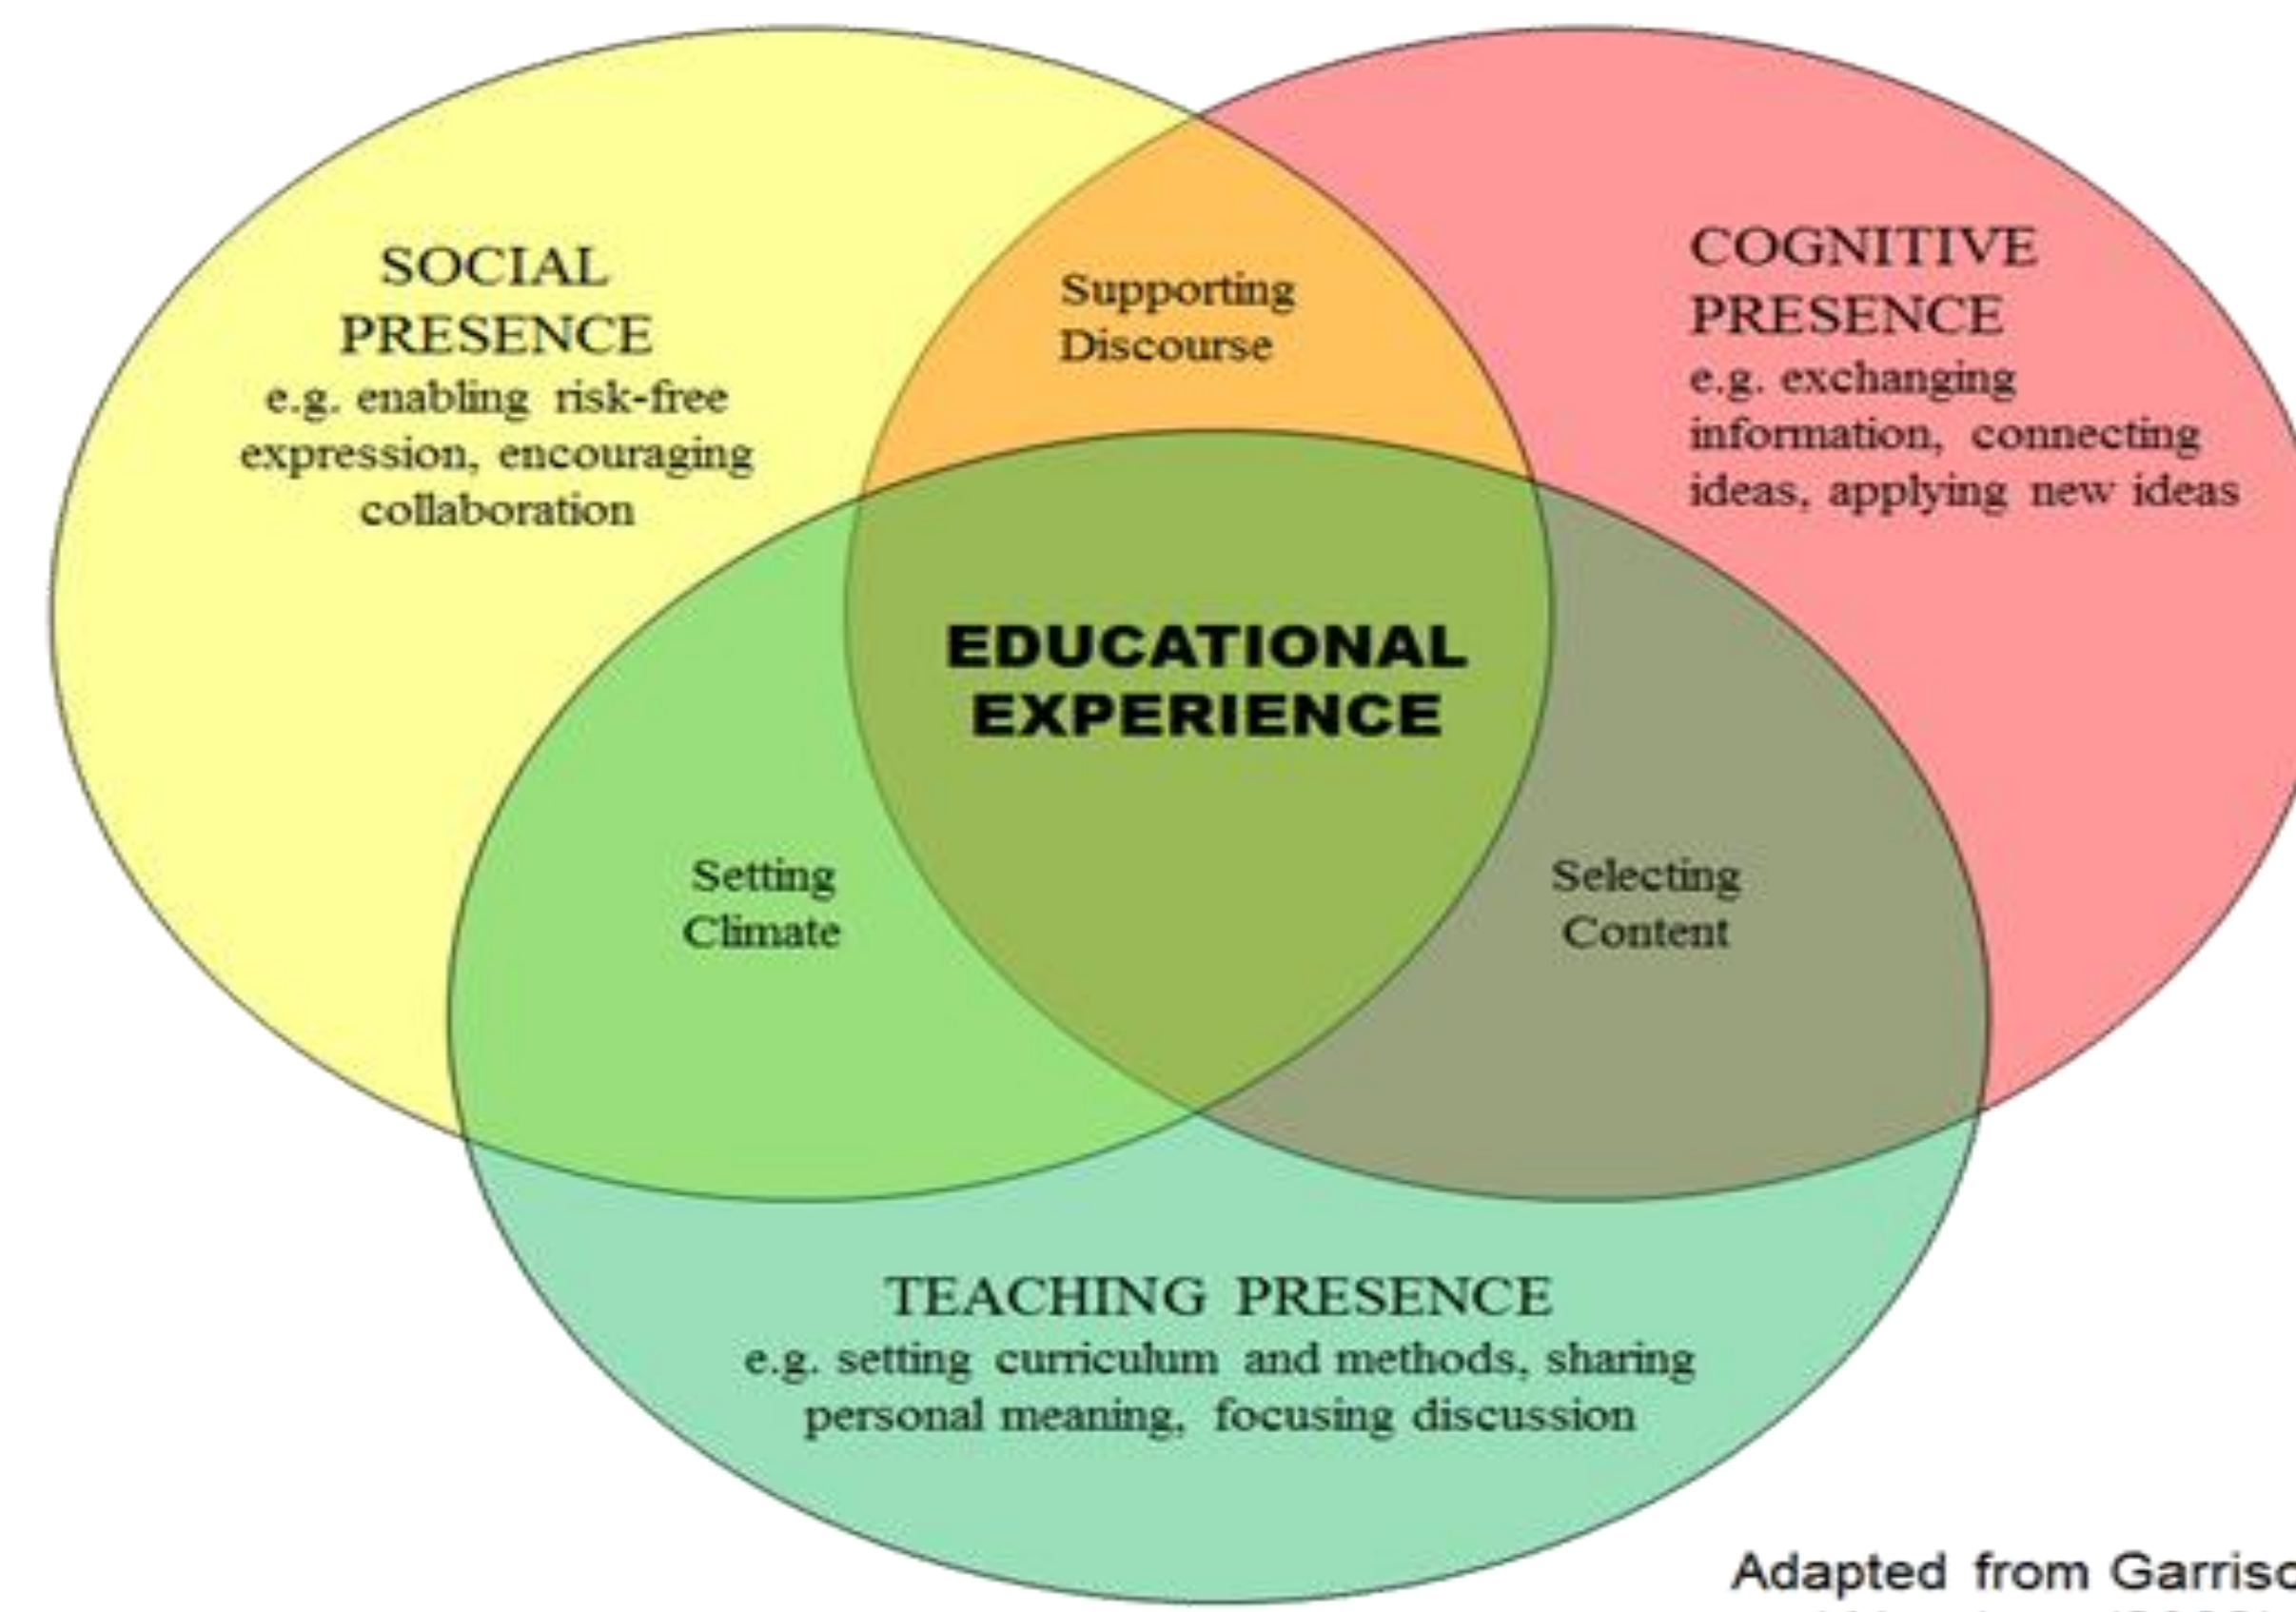 SOCIAL
PRESENCE
e.g. enabling risk-free
expression, encouraging
collaboration
Supporting
Discourse
COGNITIVE
PRESENCE
e.g. exchanging
information, connecting
ideas, applying new ideas
EDUCATIONAL
EXPERIENCE
Setting
Climate
Selecting
Content
TEACHING PRESENCE
e.g. setting curriculum and methods, sharing
personal meaning, focusing discussion
Adapted from